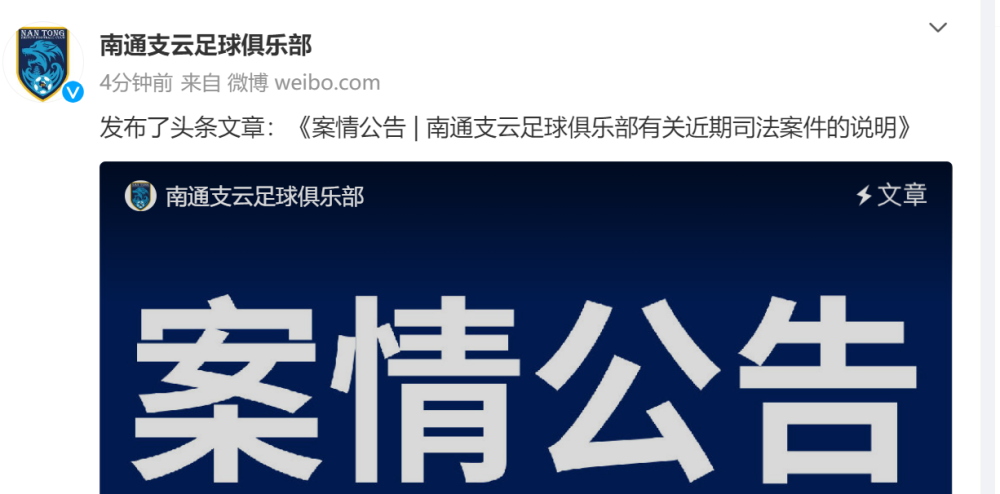 NAN TONG
南通支云足球俱乐部
4分钟前 来自 微博 weibo.com
发布了头条文章：《案情公告 | 南通支云足球俱乐部有关近期司法案件的说明》
南通支云足球俱乐部
文章
案情公告